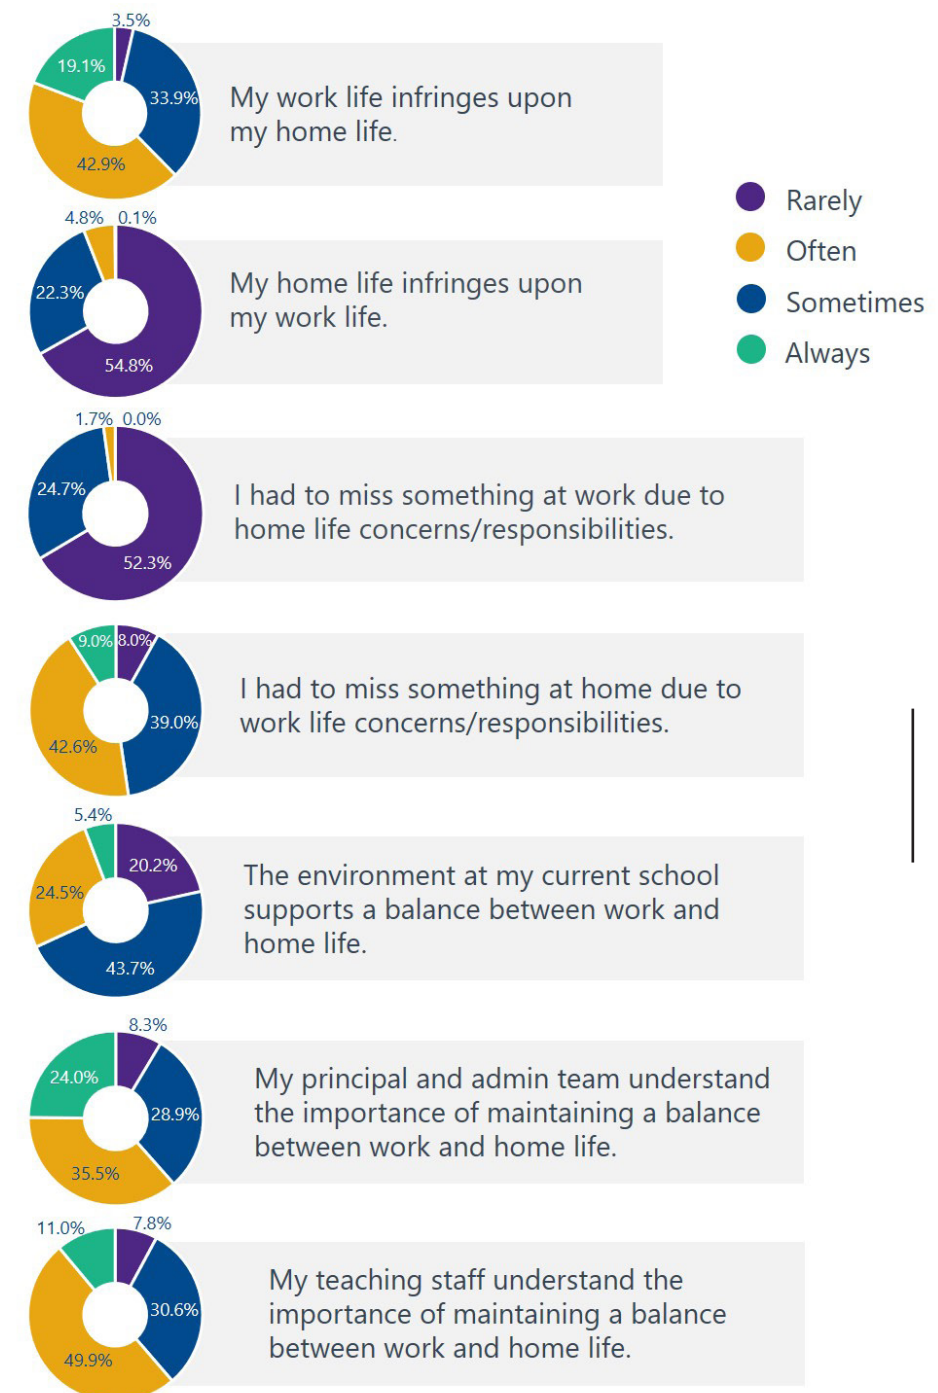 3.5%
19.1%
33.9%
42.9%
My work life infringes upon
my home life.
Rarely
Often
Sometimes
Always
4.8% 0.1%
22.3%
54.8%
My home life infringes upon
my work life.
1.7% 0.0%
24.7%
52.3%
I had to miss something at work due to
home life concerns/responsibilities.
9.0% 8.0%
39.0%
42.6%
I had to miss something at home due to
work life concerns/responsibilities.
5.4%
20.2%
24.5%
43.7%
The environment at my current school
supports a balance between work and
home life.
8.3%
24.0%
28.9%
35.5%
My principal and admin team understand
the importance of maintaining a balance
between work and home life.
11.0% 7.8%
30.6%
49.9%
My teaching staff understand the
importance of maintaining a balance
between work and home life.